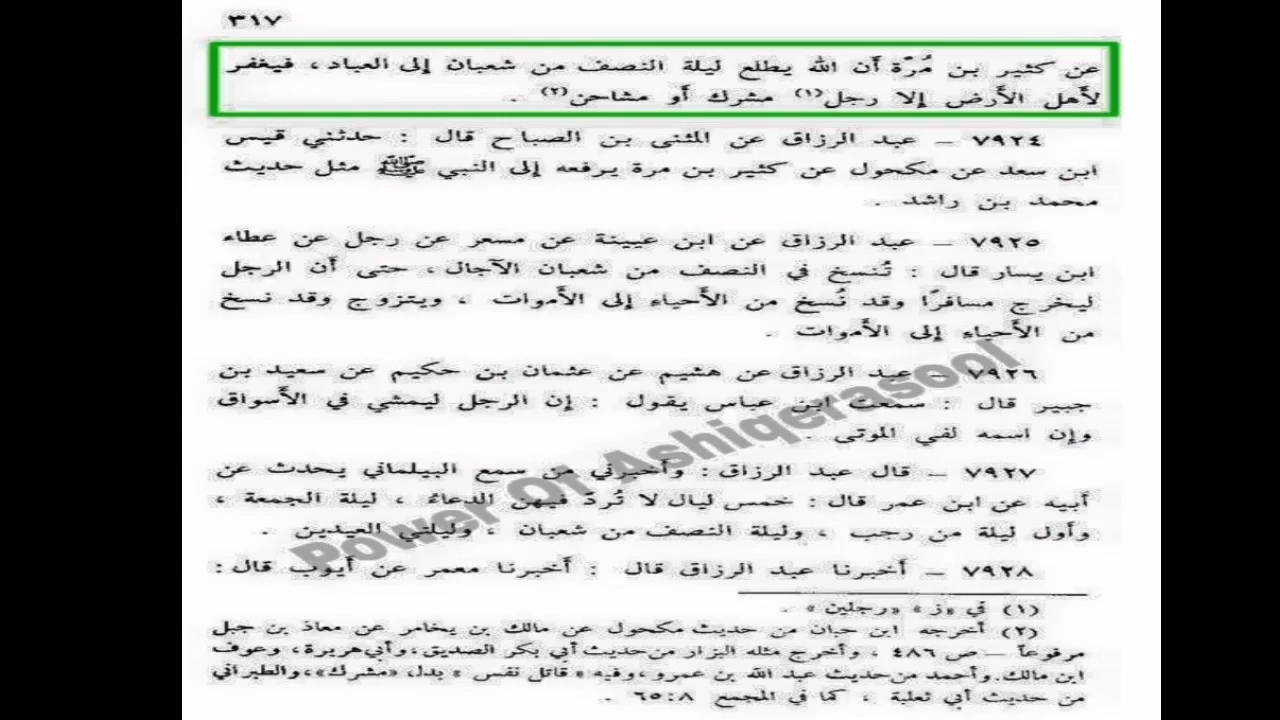 ٣١٧
عن كثير بن مُرّة أن الله يطلع ليلة النصف من شعبان إلى العباد ، فيغفر
لأهل الأرض إلا رجل(١) مشرك أو مشاحن(٢) .
٧٩٢٤ – عبد الرزاق عن المثنى بن الصباح قال : حدثني قيس
ابن سعد عن مكحول عن كثير بن مرة يرفعه إلى النبي ﷺ مثل حديث
محمد بن راشد .
٧٩٢٥ – عبد الرزاق عن ابن عيينة عن مسعر عن رجل عن عطاء
ابن يسار قال : تُنسخ في النصف من شعبان الآجال ، حتى أن الرجل
ليخرج مسافرًا وقد نُسخ من الأحياء إلى الأموات ، ويتزوج وقد نسخ
من الأحياء إلى الأموات .
٧٩٢٦ – عبد الرزاق عن هشيم عن عثمان بن حكيم عن سعيد بن
جبير قال : سمعت ابن عباس يقول : إن الرجل ليمشي في الأسواق
وإن اسمه لفي الموتى .
٧٩٢٧ – قال عبد الرزاق : وأخبرني من سمع البيلماني يحدث عن
أبيه عن ابن عمر قال : خمس ليال لا تُردّ فيهن الدعاءَ ، ليلة الجمعة ،
وأول ليلة من رجب ، وليلة النصف من شعبان ، وليلتي العيدين .
٧٩٢٨ – أخبرنا عبد الرزاق قال : أخبرنا معمر عن أيوب قال :
(١) في «ز» «رجلين» .
(٢) أخرجه ابن حبان من حديث مكحول عن مالك بن يخامر عن معاذ بن جبل
مرفوعاً – ص ٤٨٦ ، وأخرج مثله البزار من حديث أبي بكر الصديق، وأبي هريرة، وعوف
ابن مالك. وأحمد من حديث عبد الله بن عمرو، وفيه «قاتل نفس» بدل، «مشرك»، والطبراني
من حديث أبي ثعلبة ، كما في المجمع ٦٥:٨ .
Power Of Ashiqerasool